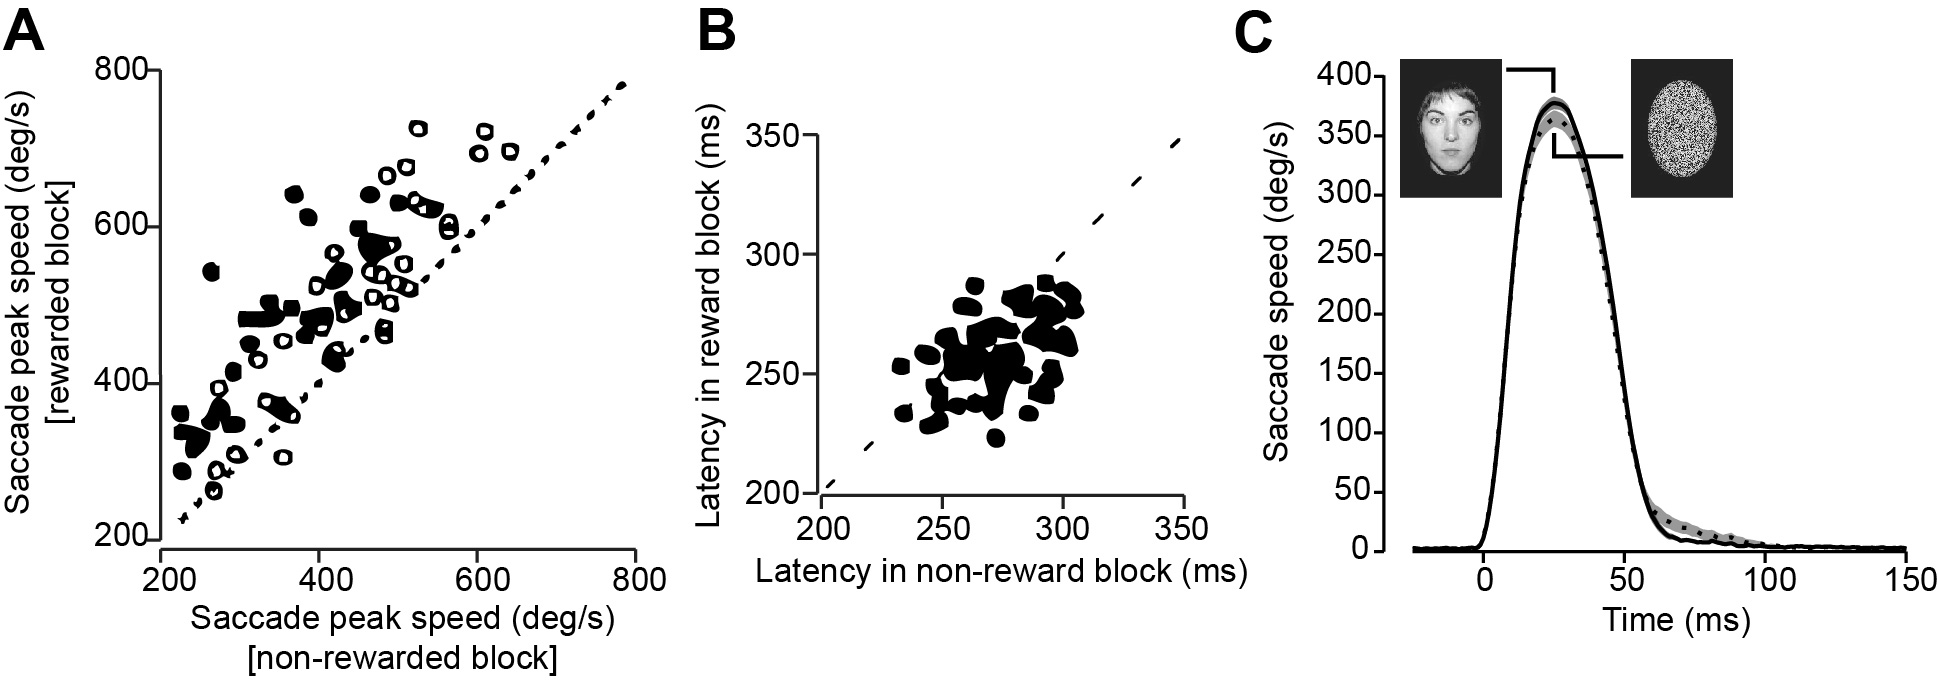 A
Saccade peak speed (deg/s)
[rewarded block]
800
600
400
200
200 400 600 800
Saccade peak speed (deg/s)
[non-rewarded block]
B
Latency in reward block (ms)
350
300
250
200
200 250 300 350
Latency in non-reward block (ms)
C
Saccade speed (deg/s)
400
350
300
250
200
150
100
50
0
0 50 100 150
Time (ms)